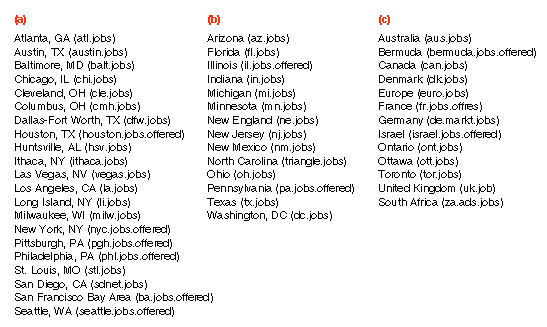 (a)
Atlanta, GA (atl.jobs)
Austin, TX (austin.jobs)
Baltimore, MD (balt.jobs)
Chicago, IL (chi.jobs)
Cleveland, OH (cle.jobs)
Columbus, OH (cmh.jobs)
Dallas-Fort Worth, TX (dfw.jobs)
Houston, TX (houston.jobs.offered)
Huntsville, AL (hsv.jobs)
Ithaca, NY (ithaca.jobs)
Las Vegas, NV (vegas.jobs)
Los Angeles, CA (la.jobs)
Long Island, NY (li.jobs)
Milwaukee, WI (milw.jobs)
New York, NY (nyc.jobs.offered)
Pittsburgh, PA (pgh.jobs.offered)
Philadelphia, PA (phl.jobs.offered)
St. Louis, MO (stl.jobs)
San Diego, CA (sdnet.jobs)
San Francisco Bay Area (ba.jobs.offered)
Seattle, WA (seattle.jobs.offered)
(b)
Arizona (az.jobs)
Florida (fl.jobs)
Illinois (il.jobs.offered)
Indiana (in.jobs)
Michigan (mi.jobs)
Minnesota (mn.jobs)
New England (ne.jobs)
New Jersey (nj.jobs)
New Mexico (nm.jobs)
North Carolina (triangle.jobs)
Ohio (oh.jobs)
Pennsylvania (pa.jobs.offered)
Texas (tx.jobs)
Washington, DC (dc.jobs)
(c)
Australia (aus.jobs)
Bermuda (bermuda.jobs.offered)
Canada (can.jobs)
Denmark (dk.jobs)
Europe (euro.jobs)
France (fr.jobs.offres)
Germany (de.markt.jobs)
Israel (israel.jobs.offered)
Ontario (ont.jobs)
Ottawa (ott.jobs)
Toronto (tor.jobs)
United Kingdom (uk.job)
South Africa (za.ads.jobs)